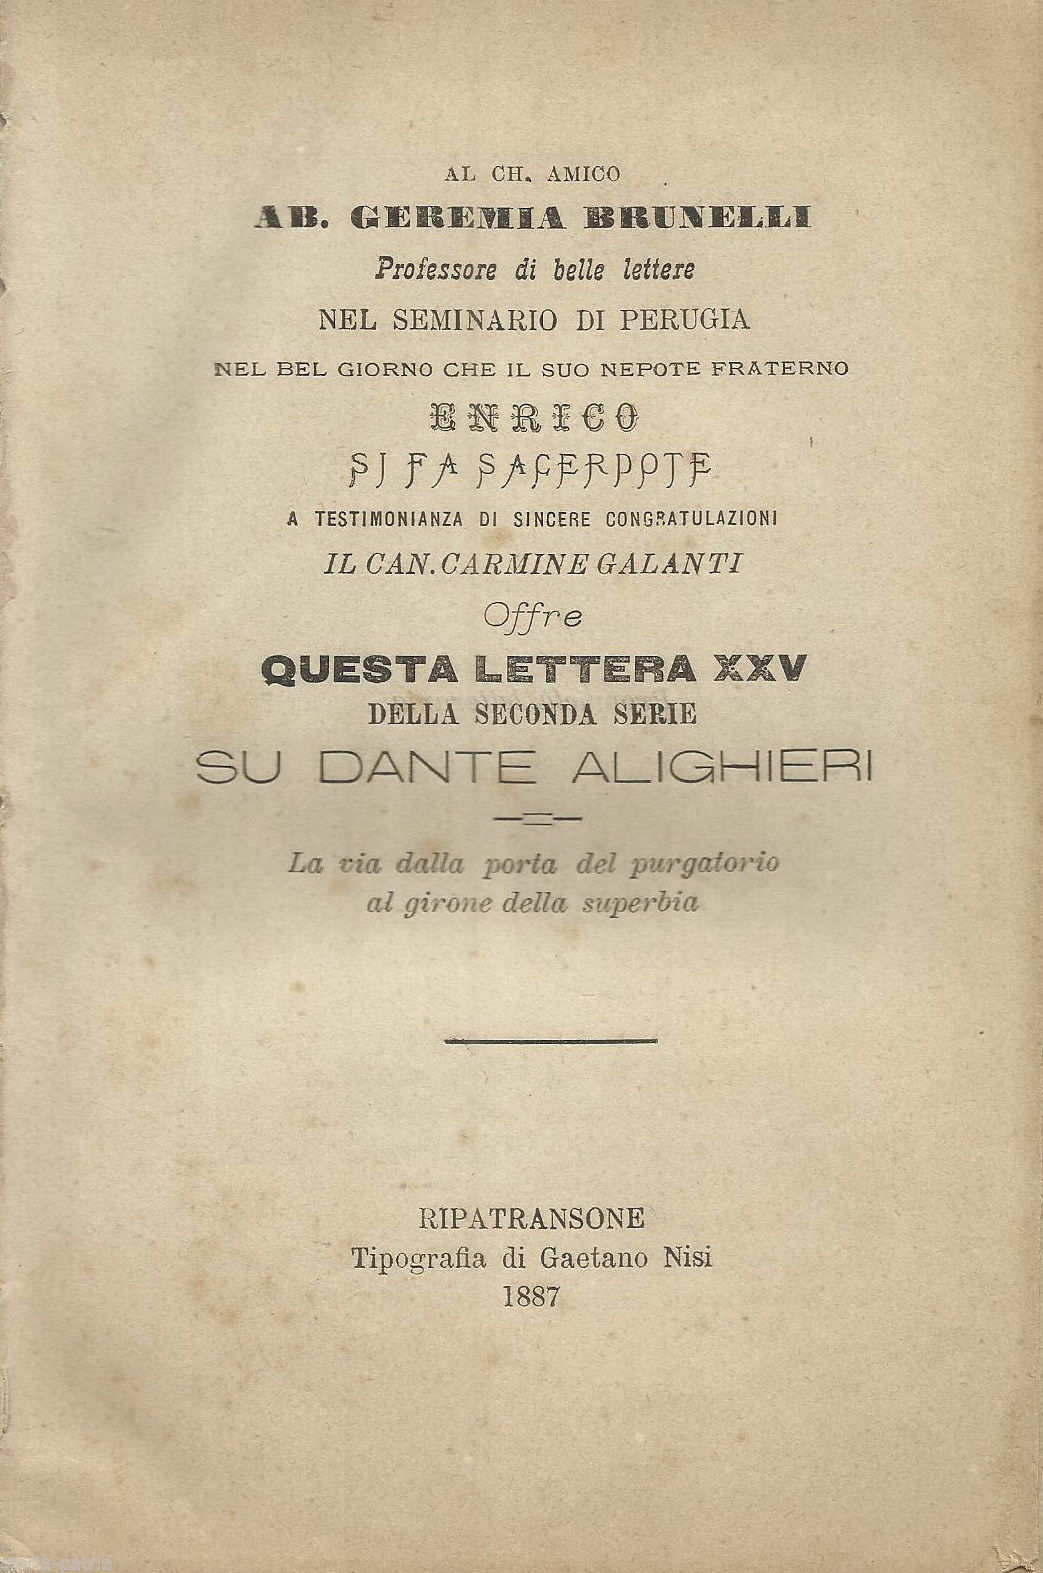 AL CH. AMICO
AB. GEREMIA BRUNELLI
Professore di belle lettere
NEL SEMINARIO DI PERUGIA
NEL BEL GIORNO CHE IL SUO NEPOTE FRATERNO
ENRICO
SI FA SACERDOTE
A TESTIMONIANZA DI SINCERE CONGRATULAZIONI
IL CAN. CARMINE GALANTI
Offre
QUESTA LETTERA XXV
DELLA SECONDA SERIE
SU DANTE ALIGHIERI
La via dalla porta del purgatorio
al girone della superbia
RIPATRANSONE
Tipografia di Gaetano Nisi
1887